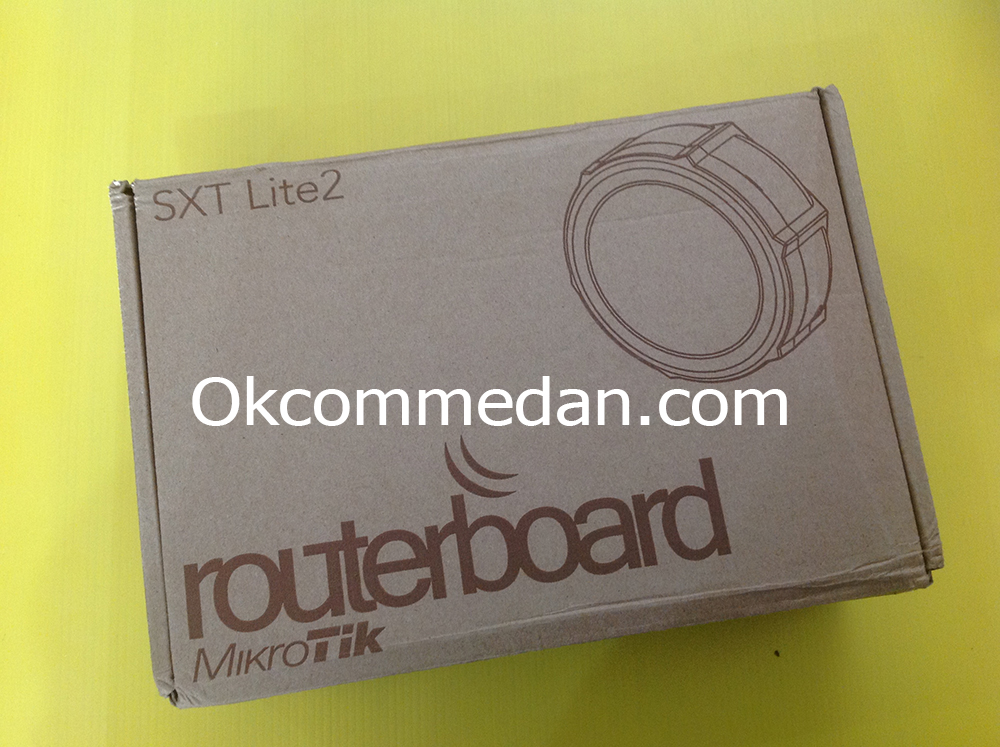 SXT Lite2
Okcommedan.com
routerboard
MikroTik